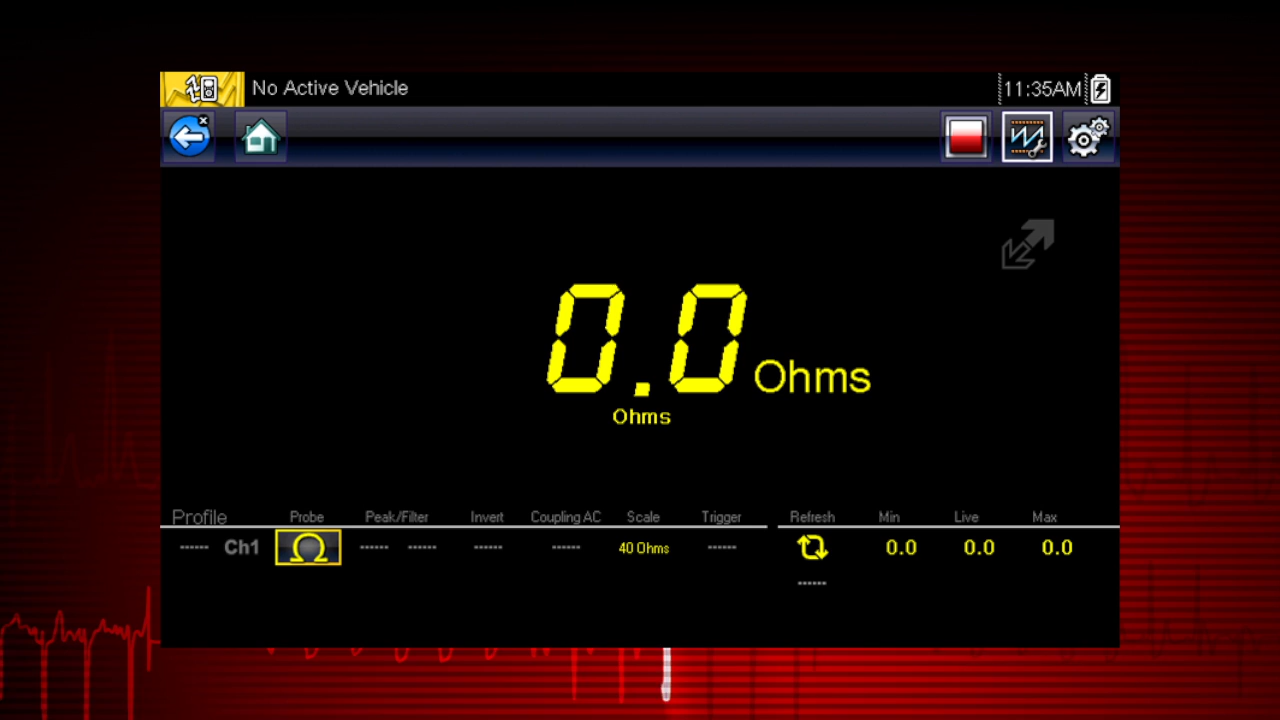 No Active Vehicle 11:35AM
0.0 Ohms
Ohms
Profile Probe Peak/Filter Invert Coupling AC Scale Trigger Refresh Min Live Max
------ Ch1 Ω ------ ------ ------ ------ 40 Ohms ------ 0.0 0.0 0.0
------